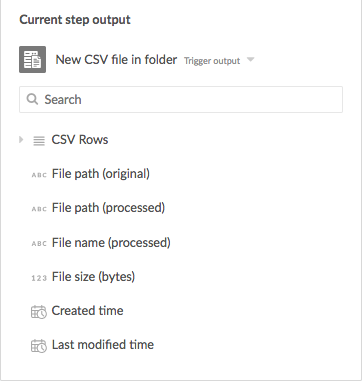 Current step output
New CSV file in folder Trigger output
Search
CSV Rows
ABC File path (original)
ABC File path (processed)
ABC File name (processed)
123 File size (bytes)
Created time
Last modified time